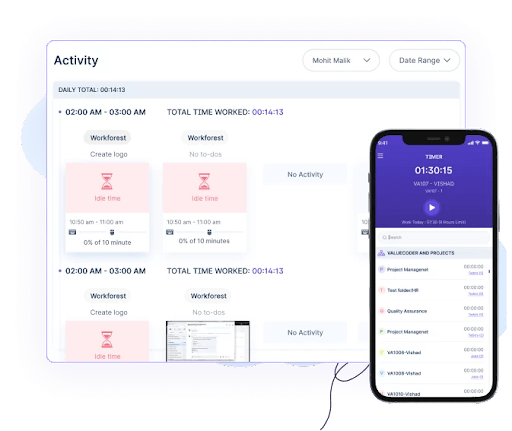 Activity
Mohit Malik
Date Range
DAILY TOTAL: 00:14:13
02:00 AM - 03:00 AM
TOTAL TIME WORKED: 00:14:13
Workforest
Workforest
Create logo
No to-dos
Idle time
Idle time
No Activity
10:50 am - 11:00 am
10:50 am - 11:00 am
0% of 10 minute
0% of 10 minutes
02:00 AM - 03:00 AM
TOTAL TIME WORKED: 00:14:13
Workforest
Workforest
Create logo
No to-dos
Idle time
No Activity
9:41
TIMER
01:30:15
VA107 - VISHAD
Search
VALUECODER AND PROJECTS
P
Project Managenet
00:00:00
T
Test folder/HR
00:00:00
Q
Quality Assurance
00:00:00
P
Project Managenet
00:00:00
V
VA1006-Vishad
00:00:00
V
VA1008-Vishad
00:00:00
VA1016-Vishad
00:00:00